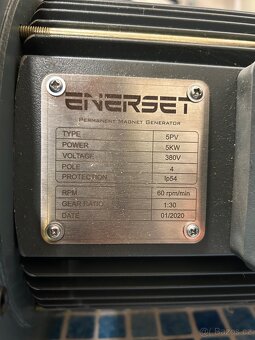 ENERSET
PERMANENT MAGNET GENERATOR
TYPE 5PV
POWER 5KW
VOLTAGE 380V
POLE 4
PROTECTION Ip54
RPM 60 rpm/min
GEAR RATIO 1:30
DATE 01/2020